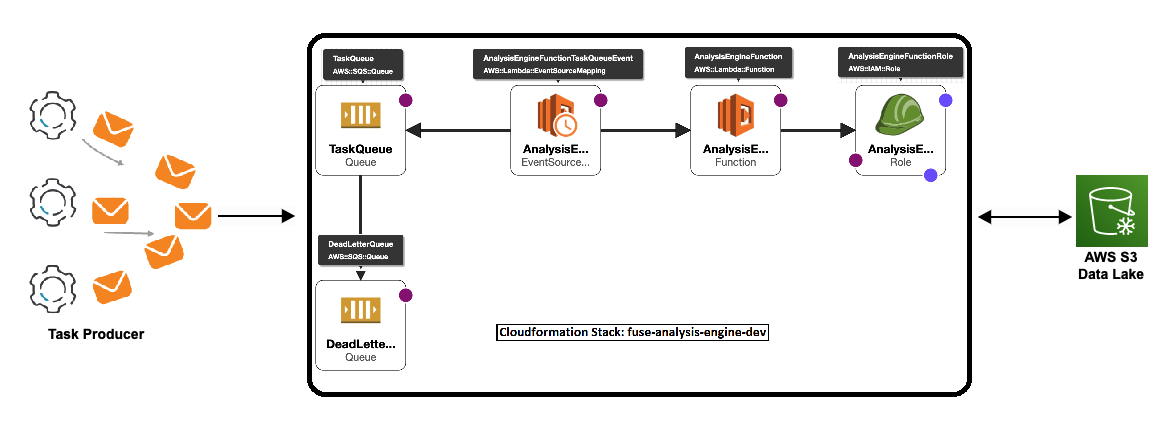 TaskQueue
AWS::SQS::Queue
AnalysisEngineFunctionTaskQueueEvent
AWS::Lambda::EventSourceMapping
AnalysisEngineFunction
AWS::Lambda::Function
AnalysisEngineFunctionRole
AWS::IAM::Role
TaskQueue
Queue
AnalysisE...
EventSource...
AnalysisE...
Function
AnalysisE...
Role
DeadLetterQueue
AWS::SQS::Queue
DeadLette...
Queue
Cloudformation Stack: fuse-analysis-engine-dev
Task Producer
AWS S3
Data Lake